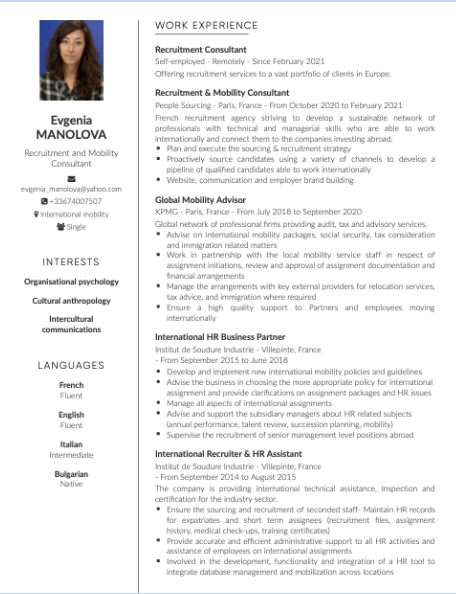 Evgenia
MANOLOVA
Recruitment and Mobility
Consultant
evgenia_manolova@yahoo.com
+33674007507
International mobility
Single
INTERESTS
Organisational psychology
Cultural anthropology
Intercultural
communications
LANGUAGES
French
Fluent
English
Fluent
Italian
Intermediate
Bulgarian
Native
WORK EXPERIENCE
Recruitment Consultant
Self-employed - Remotely - Since February 2021
Offering recruitment services to a vast portfolio of clients in Europe.
Recruitment & Mobility Consultant
People Sourcing - Paris, France - From October 2020 to February 2021
French recruitment agency striving to develop a sustainable network of
professionals with technical and managerial skills who are able to work
internationally and connect them to the companies investing abroad.
▪ Plan and execute the sourcing & recruitment strategy
▪ Proactively source candidates using a variety of channels to develop a
pipeline of qualified candidates able to work internationally
▪ Website, communication and employer brand building
Global Mobility Advisor
KPMG - Paris, France - From July 2018 to September 2020
Global network of professional firms providing audit, tax and advisory services.
▪ Advise on international mobility packages, social security, tax consideration
and immigration related matters
▪ Work in partnership with the local mobility service staff in respect of
assignment initiations, review and approval of assignment documentation and
financial arrangements
▪ Manage the arrangements with key external providers for relocation services,
tax advice, and immigration where required
▪ Ensure a high quality support to Partners and employees moving
internationally
International HR Business Partner
Institut de Soudure Industrie - Villepinte, France
- From September 2015 to June 2018
▪ Develop and implement new international mobility policies and guidelines
▪ Advise the business in choosing the more appropriate policy for international
assignment and provide clarifications on assignment packages and HR issues
▪ Manage all aspects of international assignments
▪ Advise and support the subsidiary managers about HR related subjects
(annual performance, talent review, succession planning, mobility)
▪ Supervise the recruitment of senior management level positions abroad
International Recruiter & HR Assistant
Institut de Soudure Industrie - Villepinte, France
- From September 2014 to August 2015
The company is providing international technical assistance, Inspection and
certification for the industry sector.
▪ Ensure the sourcing and recruitment of seconded staff- Maintain HR records
for expatriates and short term assignees (recruitment files, assignment
history, medical check-ups, training certificates)
▪ Provide accurate and efficient administrative support to all HR activities and
assistance of employees on international assignments
▪ Involved in the development, functionality and integration of a HR tool to
integrate database management and mobilization across locations